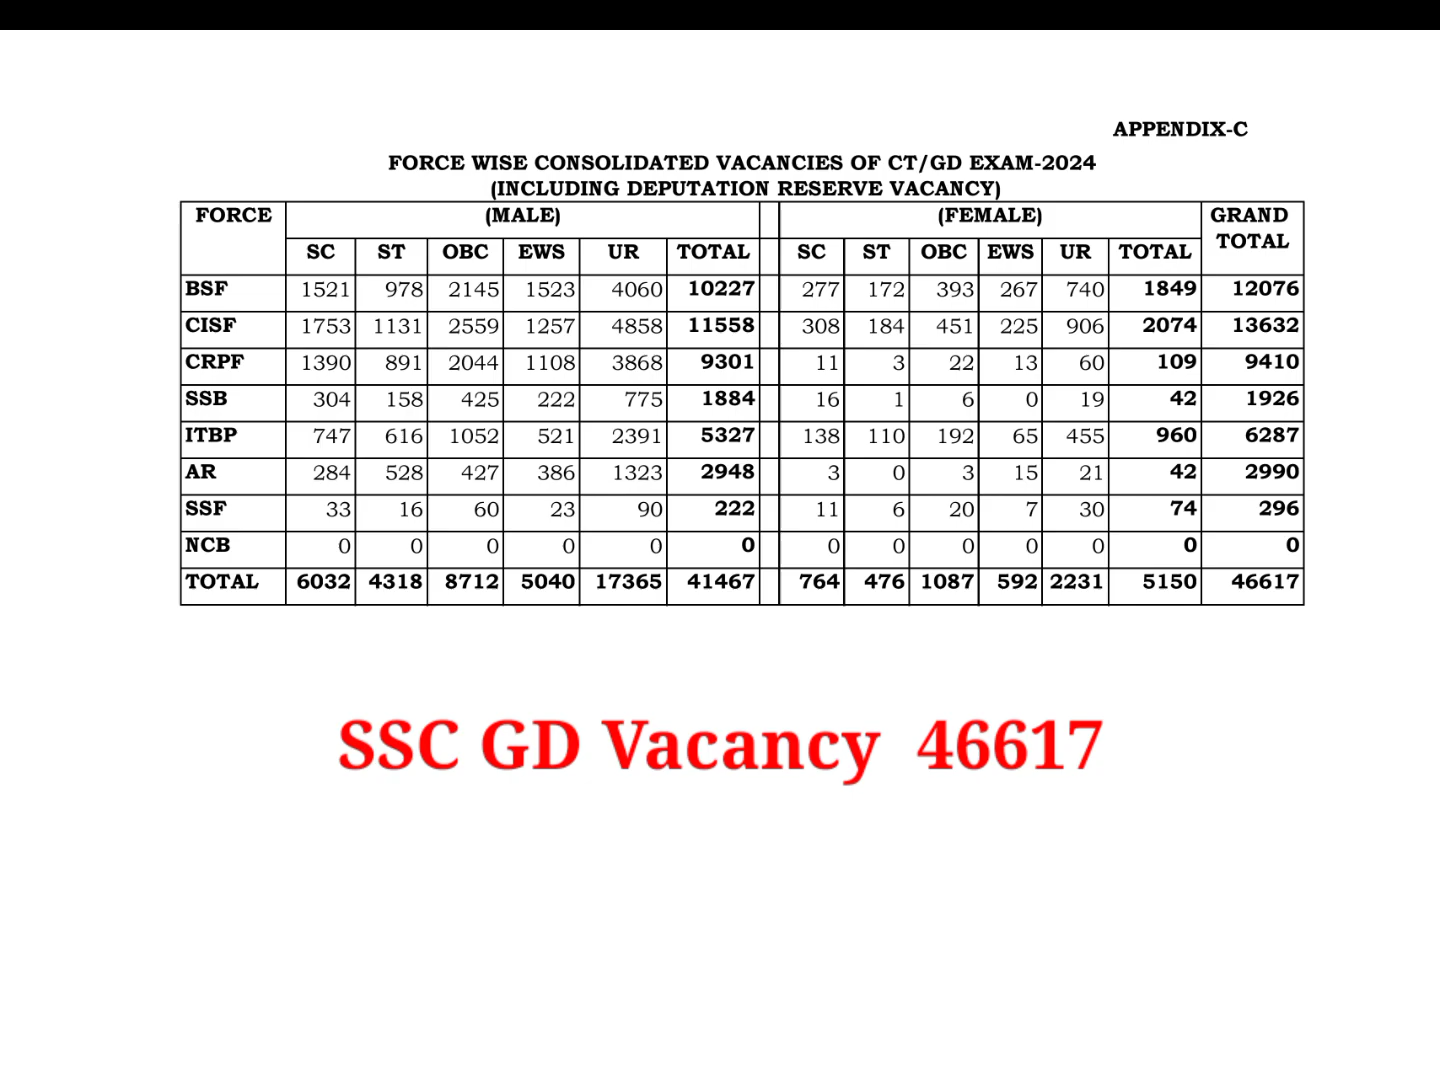 APPENDIX-C
FORCE WISE CONSOLIDATED VACANCIES OF CT/GD EXAM-2024
(INCLUDING DEPUTATION RESERVE VACANCY)
FORCE (MALE) (FEMALE) GRAND TOTAL
SC ST OBC EWS UR TOTAL SC ST OBC EWS UR TOTAL
BSF 1521 978 2145 1523 4060 10227 277 172 393 267 740 1849 12076
CISF 1753 1131 2559 1257 4858 11558 308 184 451 225 906 2074 13632
CRPF 1390 891 2044 1108 3868 9301 11 3 22 13 60 109 9410
SSB 304 158 425 222 775 1884 16 1 6 0 19 42 1926
ITBP 747 616 1052 521 2391 5327 138 110 192 65 455 960 6287
AR 284 528 427 386 1323 2948 3 0 3 15 21 42 2990
SSF 33 16 60 23 90 222 11 6 20 7 30 74 296
NCB 0 0 0 0 0 0 0 0 0 0 0 0 0
TOTAL 6032 4318 8712 5040 17365 41467 764 476 1087 592 2231 5150 46617
SSC GD Vacancy 46617